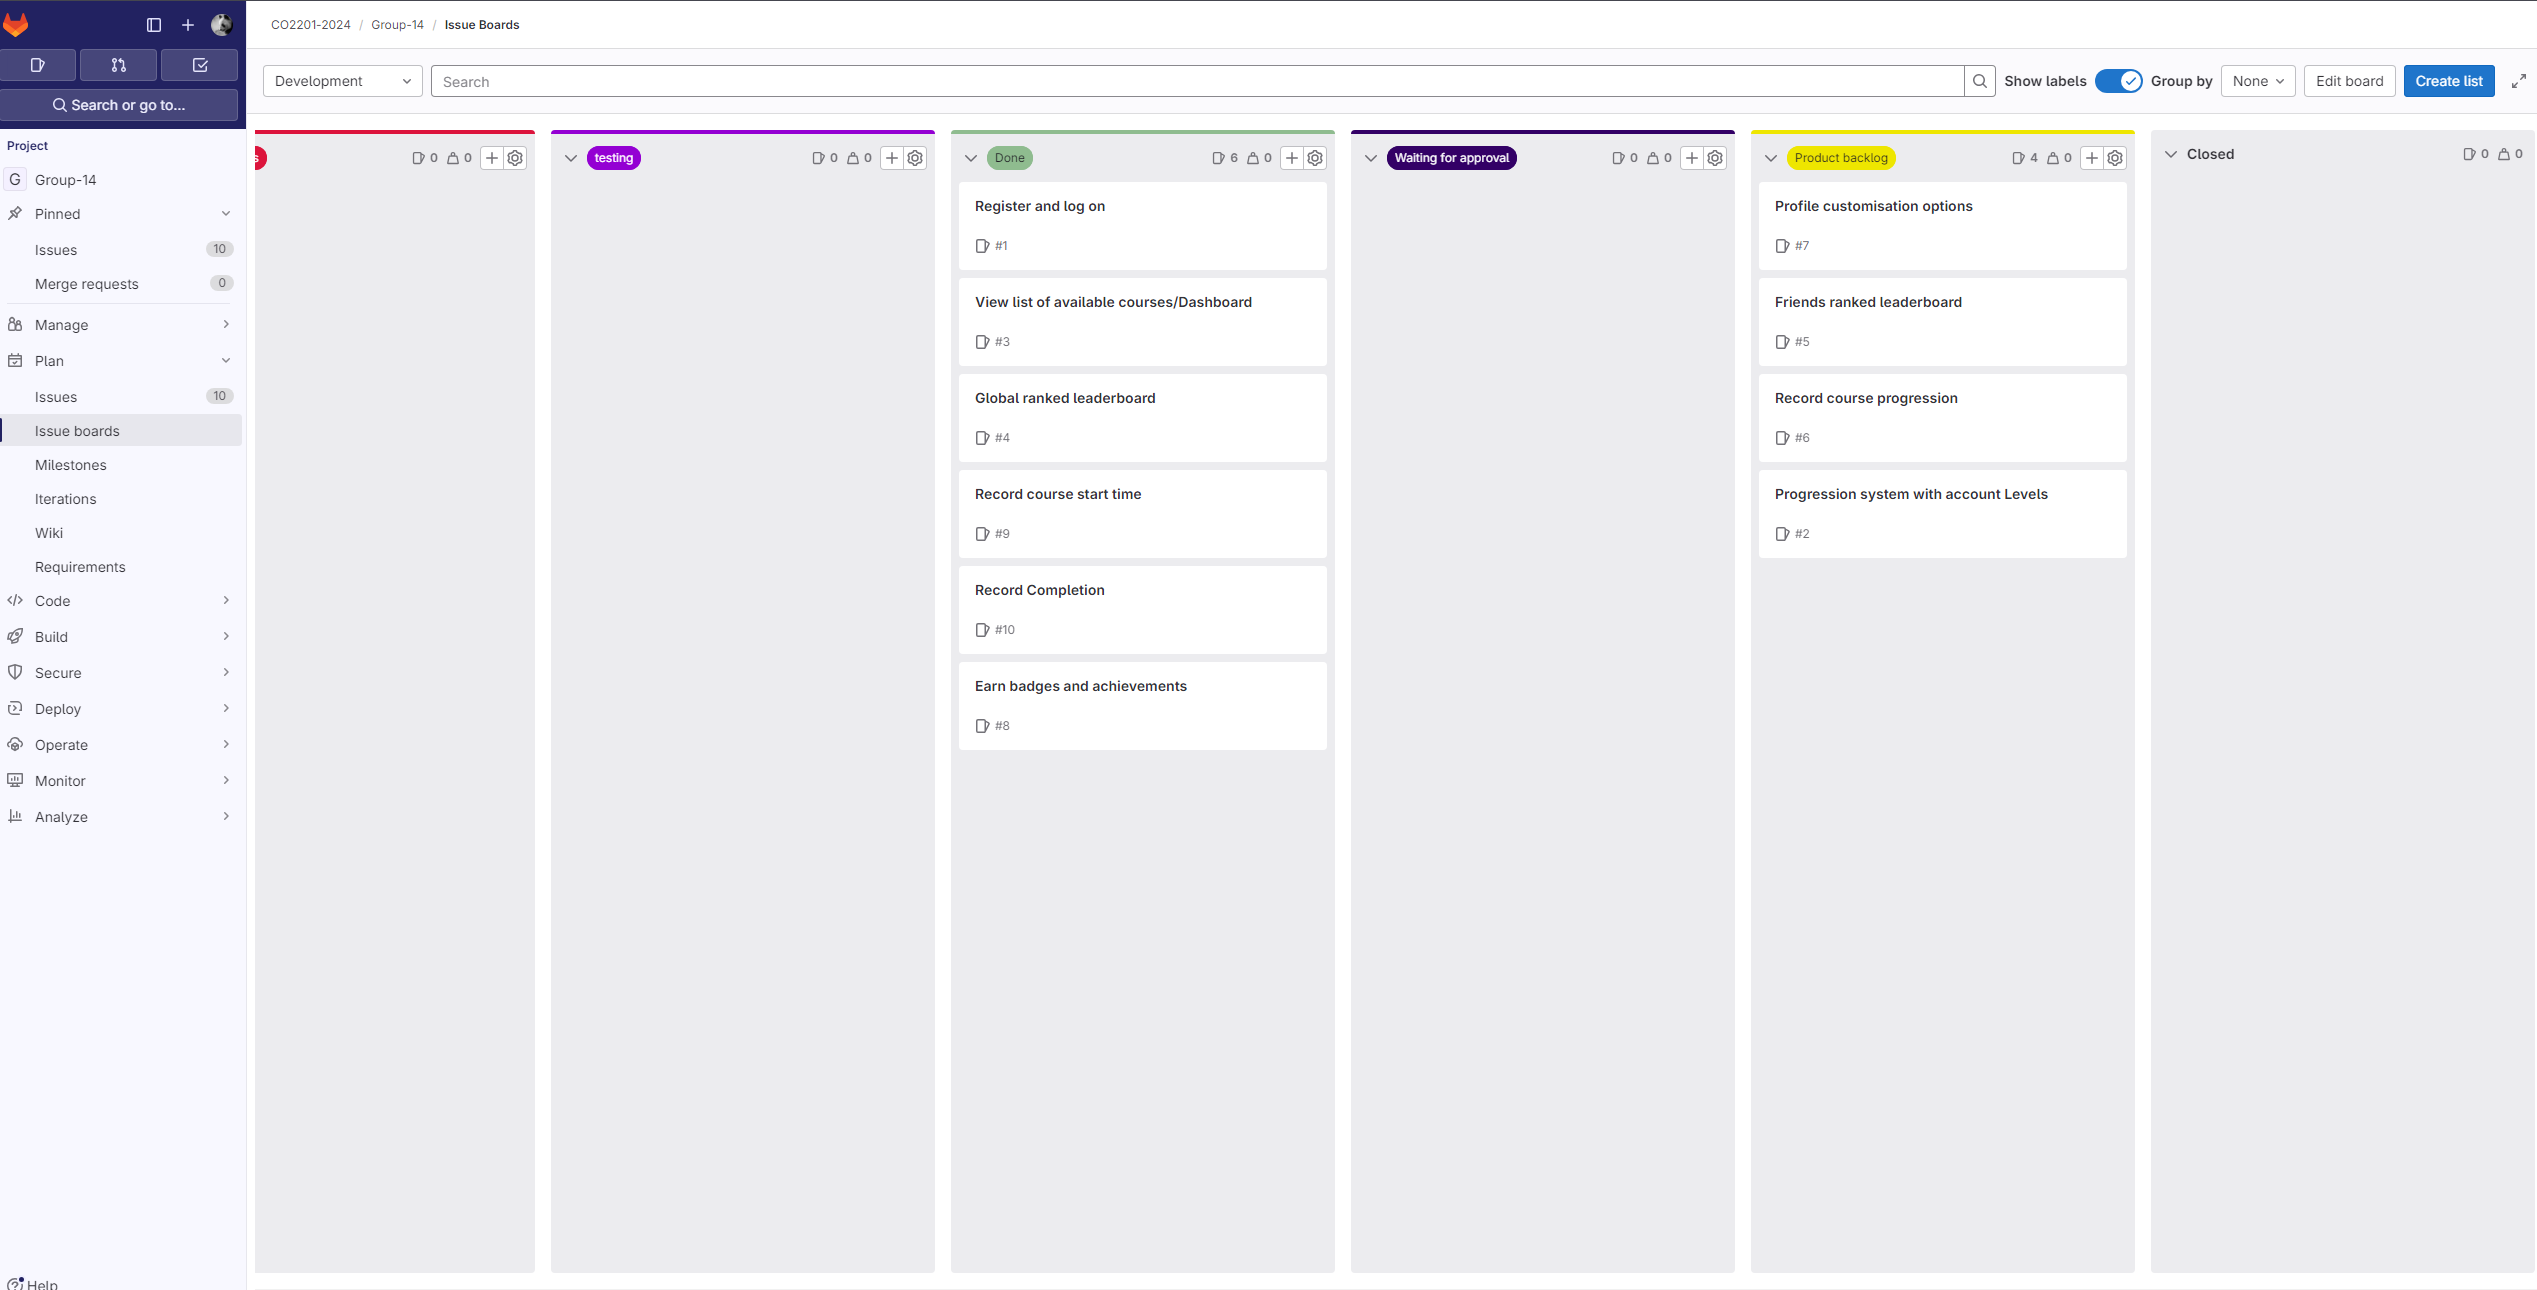 CO2201-2024 / Group-14 / Issue Boards
Search or go to...
Development
Search
Show labels
Group by
None
Edit board
Create list
Project
G Group-14
Pinned
Issues 10
Merge requests 0
Manage
Plan
Issues 10
Issue boards
Milestones
Iterations
Wiki
Requirements
Code
Build
Secure
Deploy
Operate
Monitor
Analyze
Help
s 0 0
testing 0 0
Done 6 0
Register and log on
#1
View list of available courses/Dashboard
#3
Global ranked leaderboard
#4
Record course start time
#9
Record Completion
#10
Earn badges and achievements
#8
Waiting for approval 0 0
Product backlog 4 0
Profile customisation options
#7
Friends ranked leaderboard
#5
Record course progression
#6
Progression system with account Levels
#2
Closed 0 0